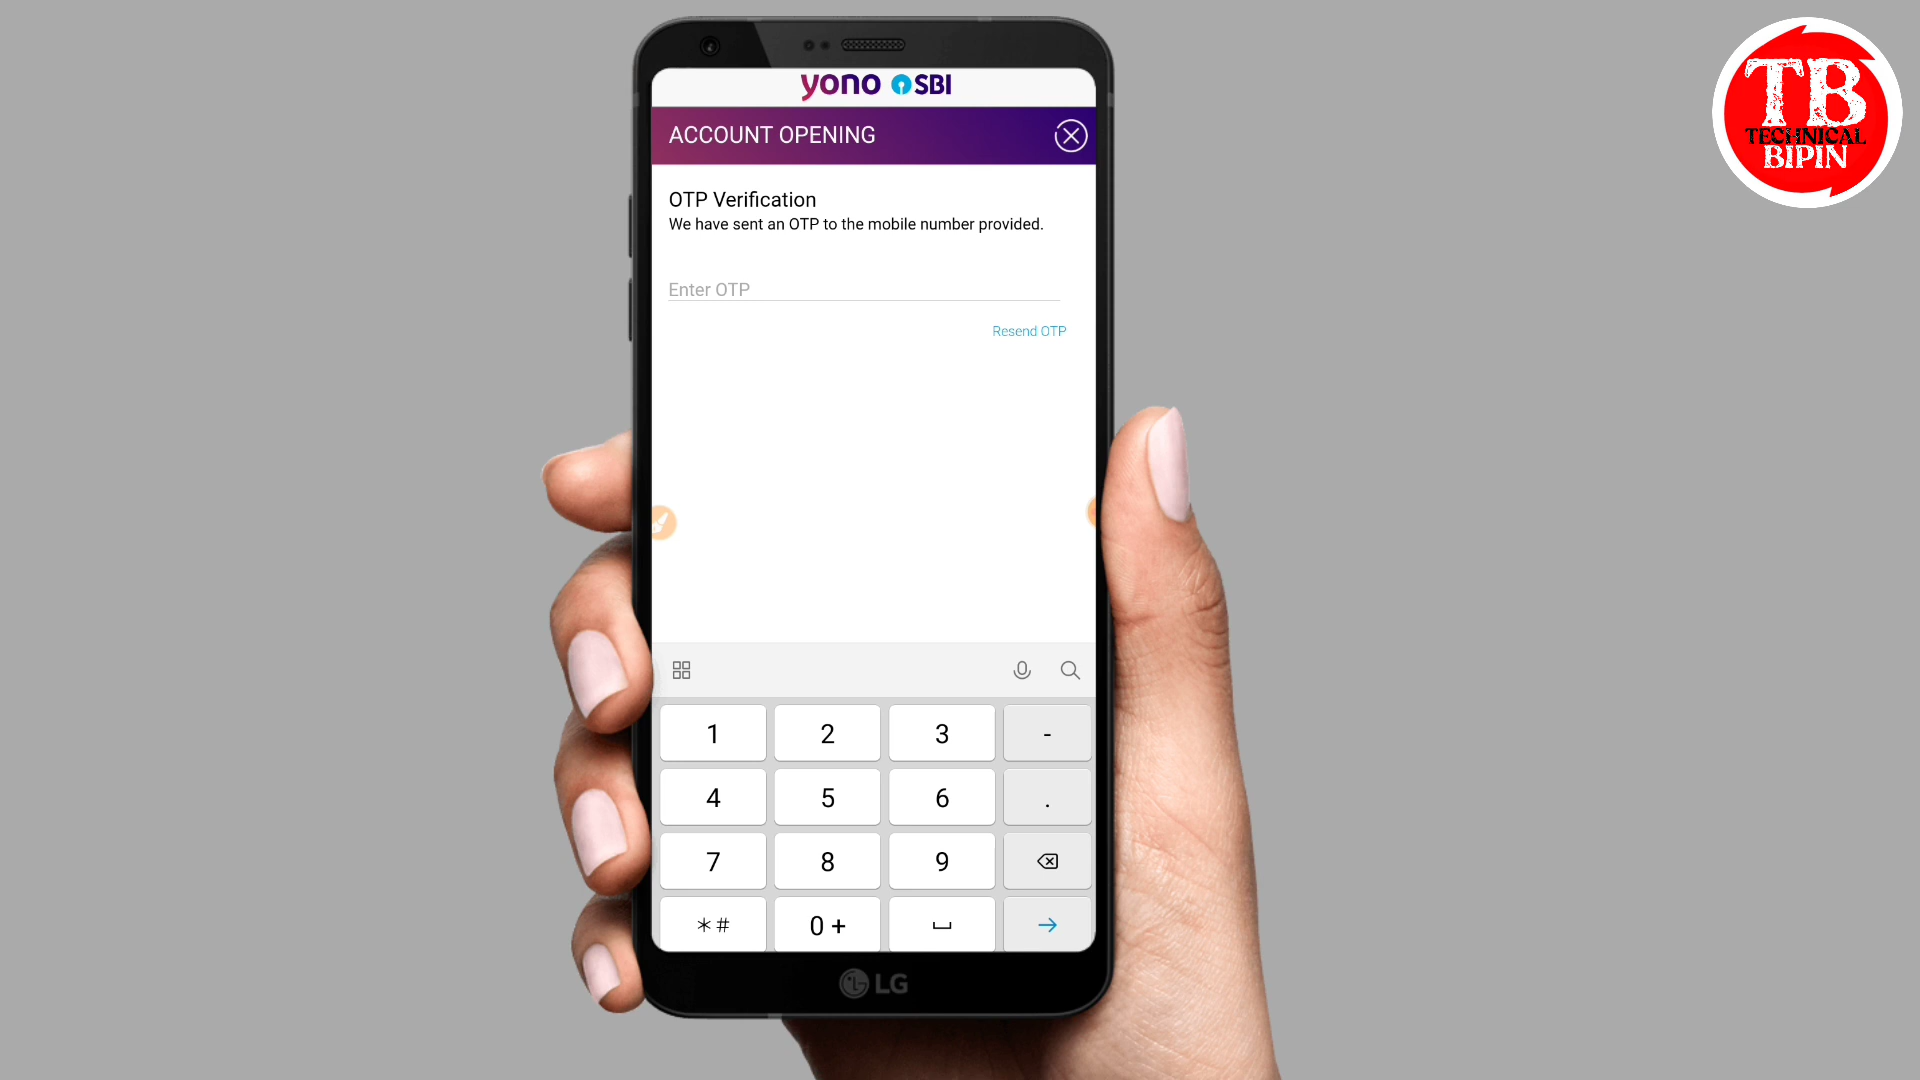 yono SBI
ACCOUNT OPENING
OTP Verification
We have sent an OTP to the mobile number provided.
Enter OTP
Resend OTP
1 2 3 -
4 5 6 .
7 8 9
*# 0 +
LG
TB
TECHNICAL
BIPIN